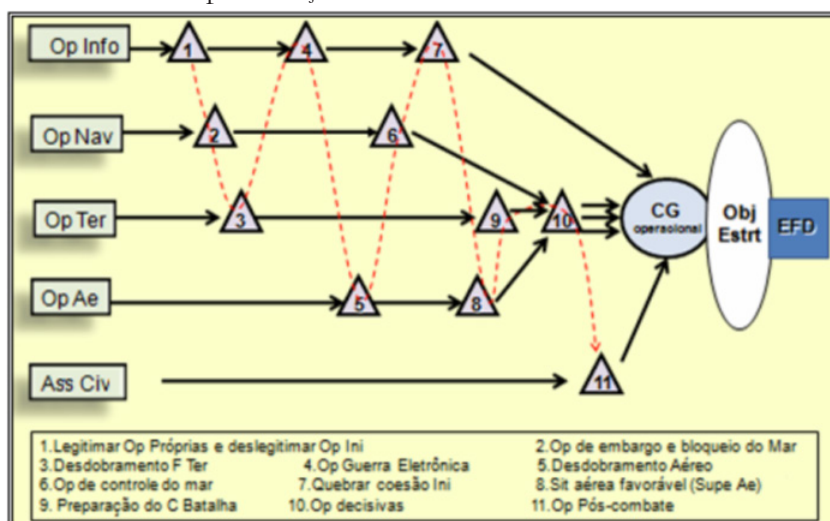 Op Info
1
4
7
Op Nav
2
6
Op Ter
3
9
10
CG
operacional
Obj
Estrt
EFD
Op Ae
5
8
Ass Civ
11
1.Legitimar Op Próprias e deslegitimar Op Ini 2.Op de embargo e bloqueio do Mar
3.Desdobramento F Ter 4.Op Guerra Eletrônica 5.Desdobramento Aéreo
6.Op de controle do mar 7.Quebrar coesão Ini 8.Sit aérea favorável (Supe Ae)
9. Preparação do C Batalha 10.Op decisivas 11.Op Pós-combate